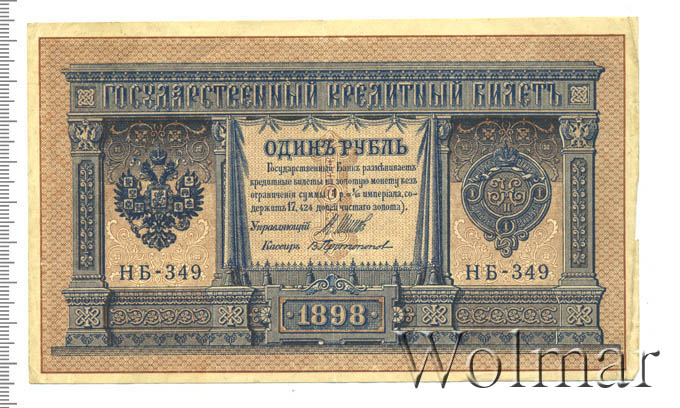 ГОСУДАРСТВЕННЫЙ КРЕДИТНЫЙ БИЛЕТЪ
ОДИНЪ РУБЛЬ
Государственный Банкъ размѣниваетъ
кредитные билеты на золотую монету безъ
ограниченія суммы (1 р. = 1/15 имперіала, со-
держитъ 17,424 долей чистаго золота).
Управляющій
Кассиръ
НБ-349
НБ-349
1898
Wolmar